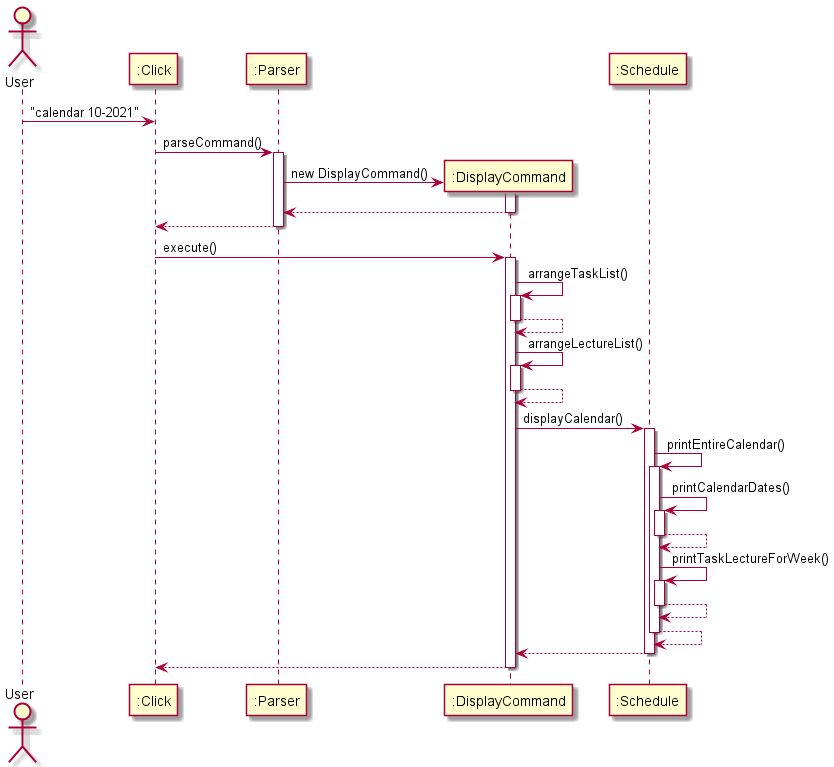 User
:Click
:Parser
:Schedule
"calendar 10-2021"
parseCommand()
new DisplayCommand()
:DisplayCommand
execute()
arrangeTaskList()
arrangeLectureList()
displayCalendar()
printEntireCalendar()
printCalendarDates()
printTaskLectureForWeek()
User
:Click
:Parser
:DisplayCommand
:Schedule